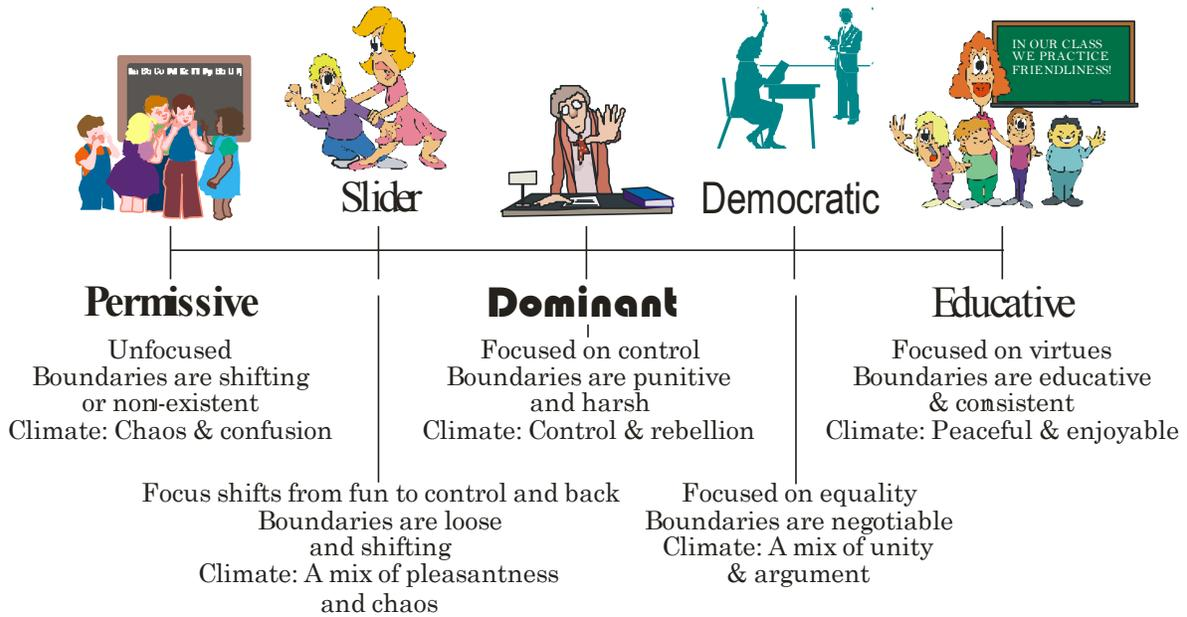 IN OUR CLASS
WE PRACTICE
FRIENDLINESS!
Slider
Democratic
Permissive
Dominant
Educative
Unfocused
Boundaries are shifting
or non-existent
Climate: Chaos & confusion
Focused on control
Boundaries are punitive
and harsh
Climate: Control & rebellion
Focused on virtues
Boundaries are educative
& consistent
Climate: Peaceful & enjoyable
Focus shifts from fun to control and back
Boundaries are loose
and shifting
Climate: A mix of pleasantness
and chaos
Focused on equality
Boundaries are negotiable
Climate: A mix of unity
& argument